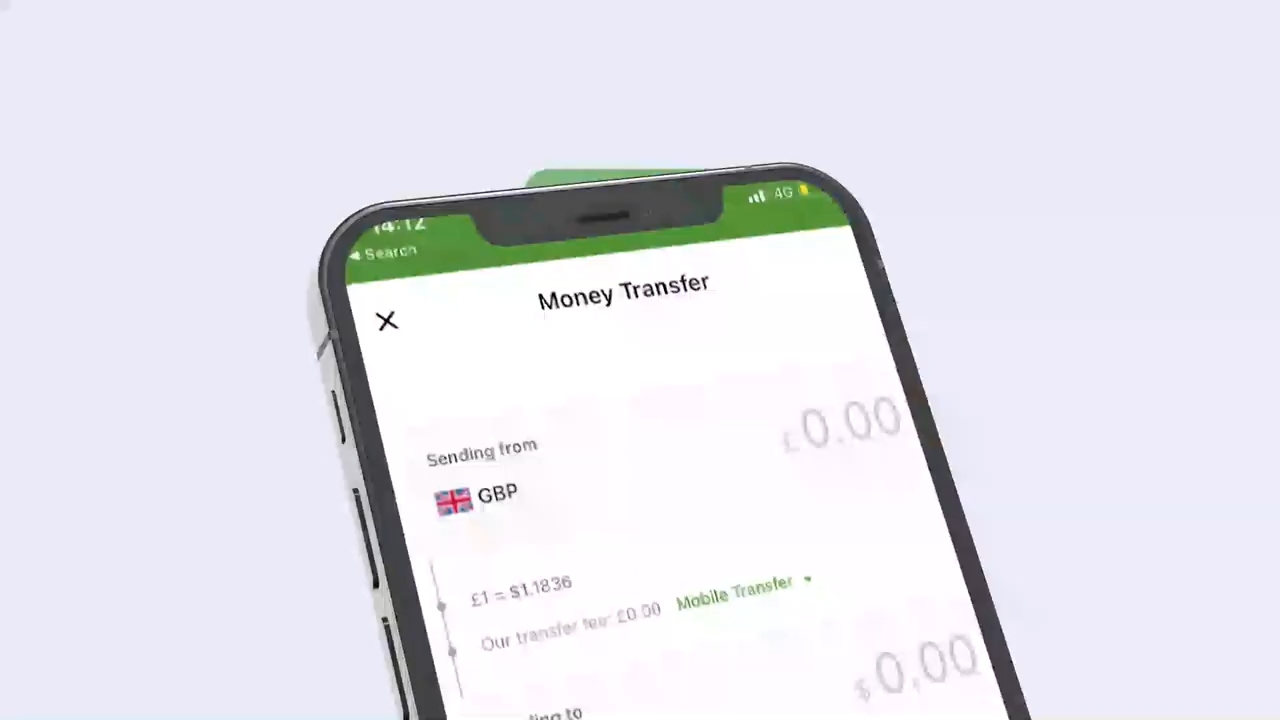 14:12
4G
◀ Search
Money Transfer
£0.00
Sending from
GBP
£1 = $1.1836
Our transfer fee: £0.00 Mobile Transfer
$0.00
to